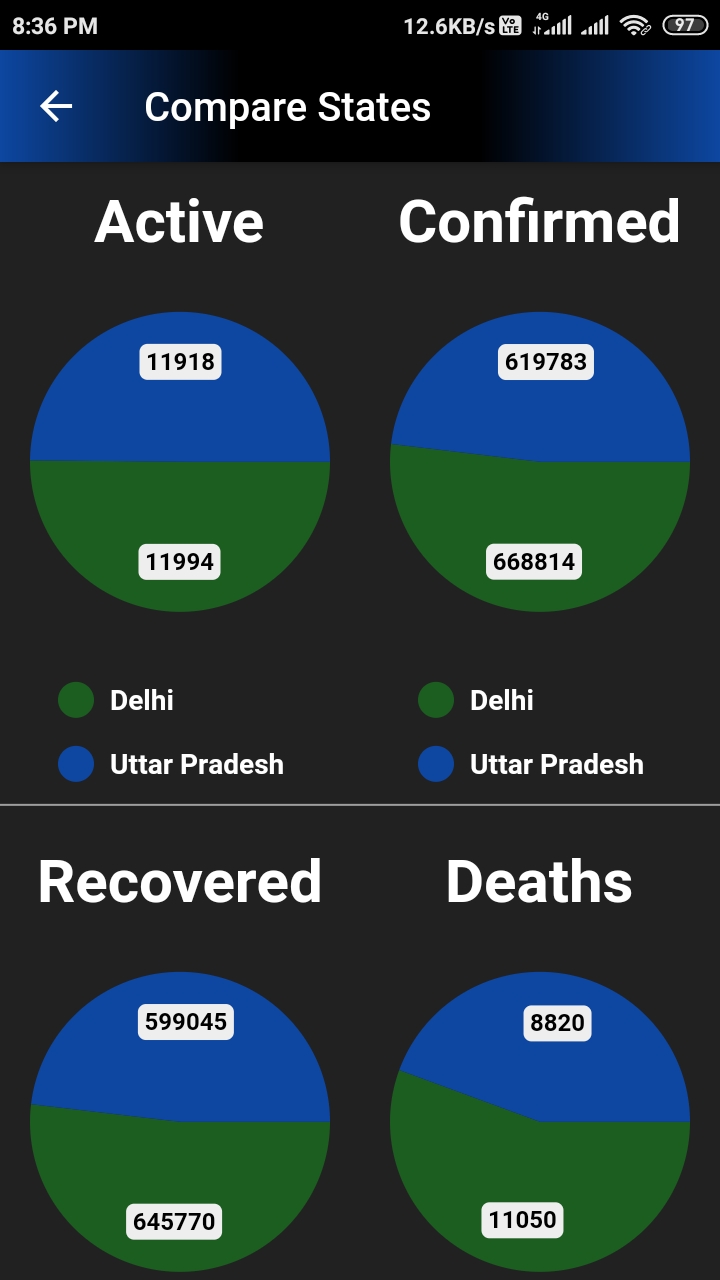 8:36 PM 12.6KB/s Vo LTE 4G 97
Compare States
Active Confirmed
11918 619783
11994 668814
Delhi Delhi
Uttar Pradesh Uttar Pradesh
Recovered Deaths
599045 8820
645770 11050